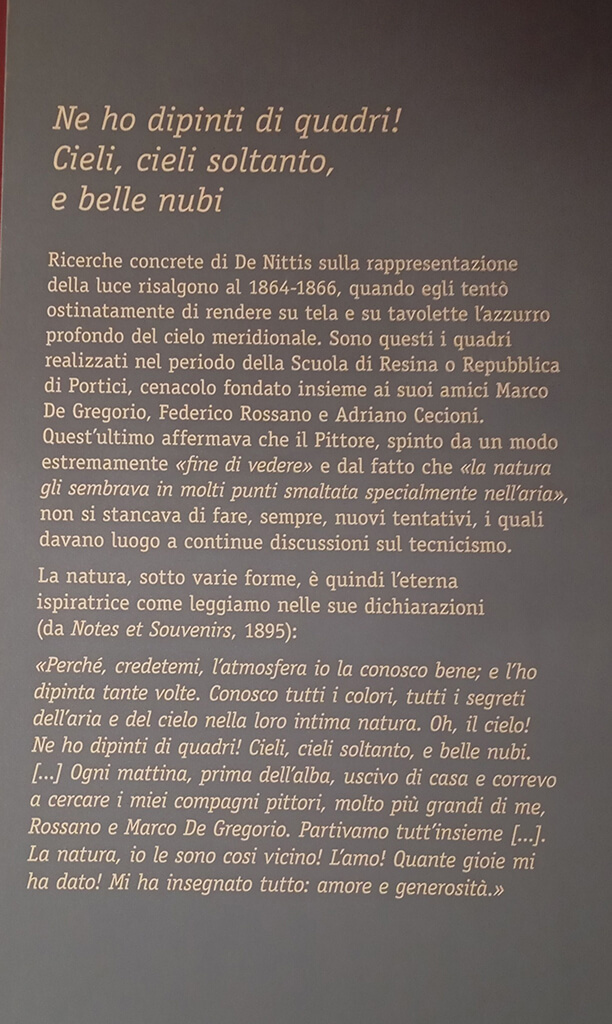 Ne ho dipinti di quadri!
Cieli, cieli soltanto,
e belle nubi
Ricerche concrete di De Nittis sulla rappresentazione
della luce risalgono al 1864-1866, quando egli tentò
ostinatamente di rendere su tela e su tavolette l'azzurro
profondo del cielo meridionale. Sono questi i quadri
realizzati nel periodo della Scuola di Resina o Repubblica
di Portici, cenacolo fondato insieme ai suoi amici Marco
De Gregorio, Federico Rossano e Adriano Cecioni.
Quest'ultimo affermava che il Pittore, spinto da un modo
estremamente «fine di vedere» e dal fatto che «la natura
gli sembrava in molti punti smaltata specialmente nell'aria»,
non si stancava di fare, sempre, nuovi tentativi, i quali
davano luogo a continue discussioni sul tecnicismo.
La natura, sotto varie forme, è quindi l'eterna
ispiratrice come leggiamo nelle sue dichiarazioni
(da Notes et Souvenirs, 1895):
«Perché, credetemi, l'atmosfera io la conosco bene; e l'ho
dipinta tante volte. Conosco tutti i colori, tutti i segreti
dell'aria e del cielo nella loro intima natura. Oh, il cielo!
Ne ho dipinti di quadri! Cieli, cieli soltanto, e belle nubi.
[...] Ogni mattina, prima dell'alba, uscivo di casa e correvo
a cercare i miei compagni pittori, molto più grandi di me,
Rossano e Marco De Gregorio. Partivamo tutt'insieme [...].
La natura, io le sono cosi vicino! L'amo! Quante gioie mi
ha dato! Mi ha insegnato tutto: amore e generosità.»